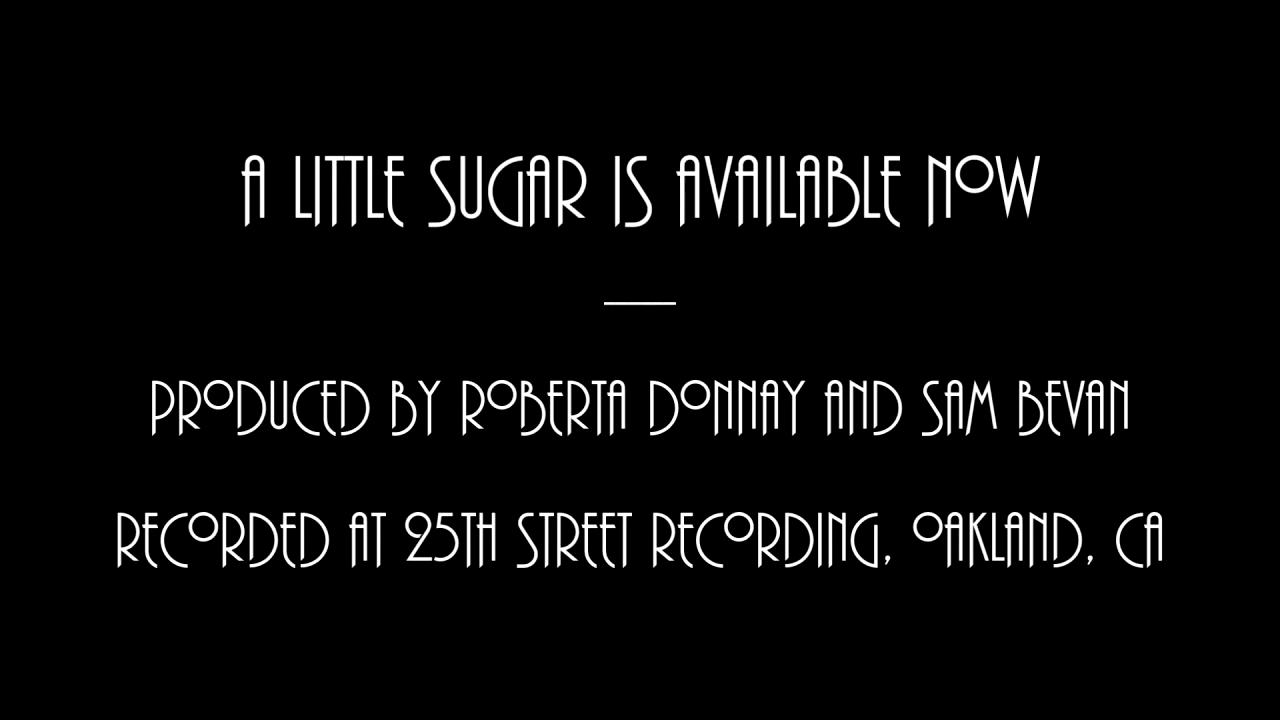 A LITTLE SUGAR IS AVAILABLE NOW
PRODUCED BY ROBERTA DONNAY AND SAM BEVAN
RECORDED AT 25TH STREET RECORDING, OAKLAND, CA